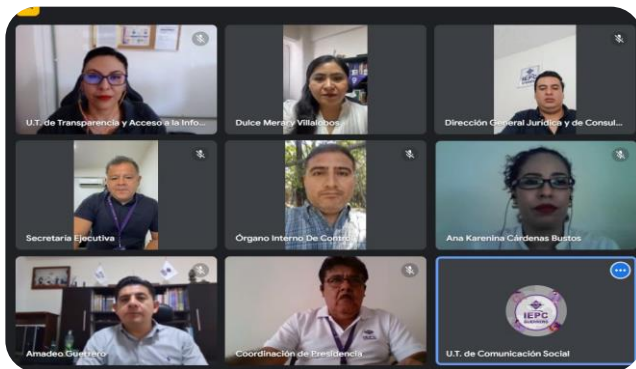 U.T. de Transparencia y Acceso a la Info...
Dulce Merary Villalobos
Dirección General Jurídica y de Consul...
Secretaría Ejecutiva
Órgano Interno De Control
Ana Karenina Cárdenas Bustos
Amadeo Guerrero
Coordinación de Presidencia
IEPC
GUERRERO
U.T. de Comunicación Social